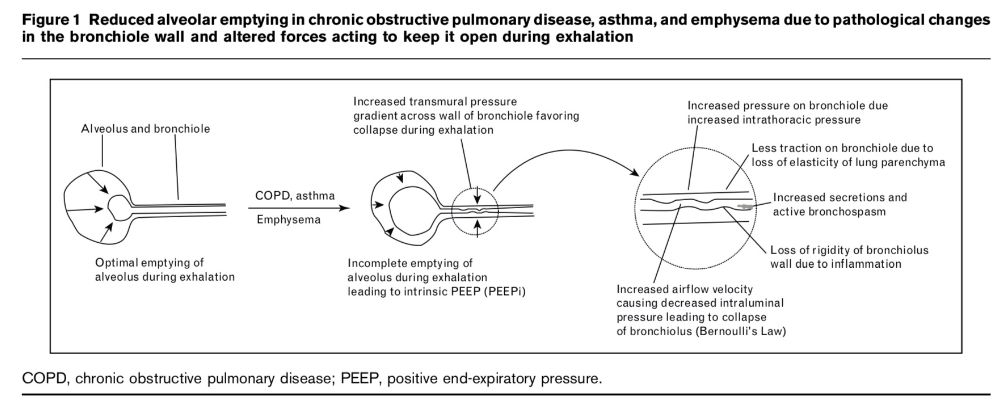 Figure 1 Reduced alveolar emptying in chronic obstructive pulmonary disease, asthma, and emphysema due to pathological changes
in the bronchiole wall and altered forces acting to keep it open during exhalation
Alveolus and bronchiole
Optimal emptying of
alveolus during exhalation
COPD, asthma
Emphysema
Increased transmural pressure
gradient across wall of bronchiole favoring
collapse during exhalation
Incomplete emptying of
alveolus during exhalation
leading to intrinsic PEEP (PEEPi)
Increased pressure on bronchiole due
increased intrathoracic pressure
Less traction on bronchiole due to
loss of elasticity of lung parenchyma
Increased secretions and
active bronchospasm
Loss of rigidity of bronchiolus
wall due to inflammation
Increased airflow velocity
causing decreased intraluminal
pressure leading to collapse
of bronchiolus (Bernoulli's Law)
COPD, chronic obstructive pulmonary disease; PEEP, positive end-expiratory pressure.